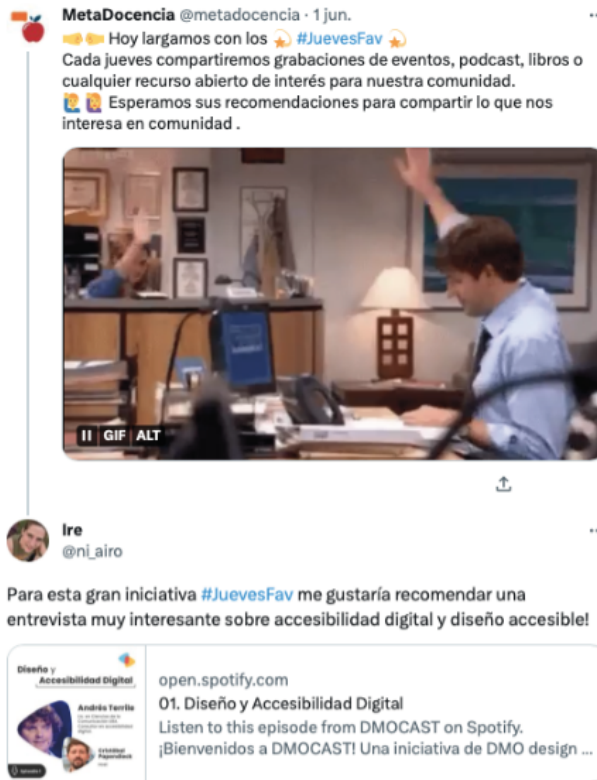 MetaDocencia @metadocencia · 1 jun.
🤜🤛 Hoy largamos con los 💫 #JuevesFav 💫
Cada jueves compartiremos grabaciones de eventos, podcast, libros o
cualquier recurso abierto de interés para nuestra comunidad.
🙋‍♂️ 🙋‍♀️ Esperamos sus recomendaciones para compartir lo que nos
interesa en comunidad .
GIF ALT
Ire
@ni_airo
Para esta gran iniciativa #JuevesFav me gustaría recomendar una
entrevista muy interesante sobre accesibilidad digital y diseño accesible!
Diseño y
Accesibilidad Digital
Andrés Terrile
Cristóbal
Papendieck
open.spotify.com
01. Diseño y Accesibilidad Digital
Listen to this episode from DMOCAST on Spotify.
¡Bienvenidos a DMOCAST! Una iniciativa de DMO design ...